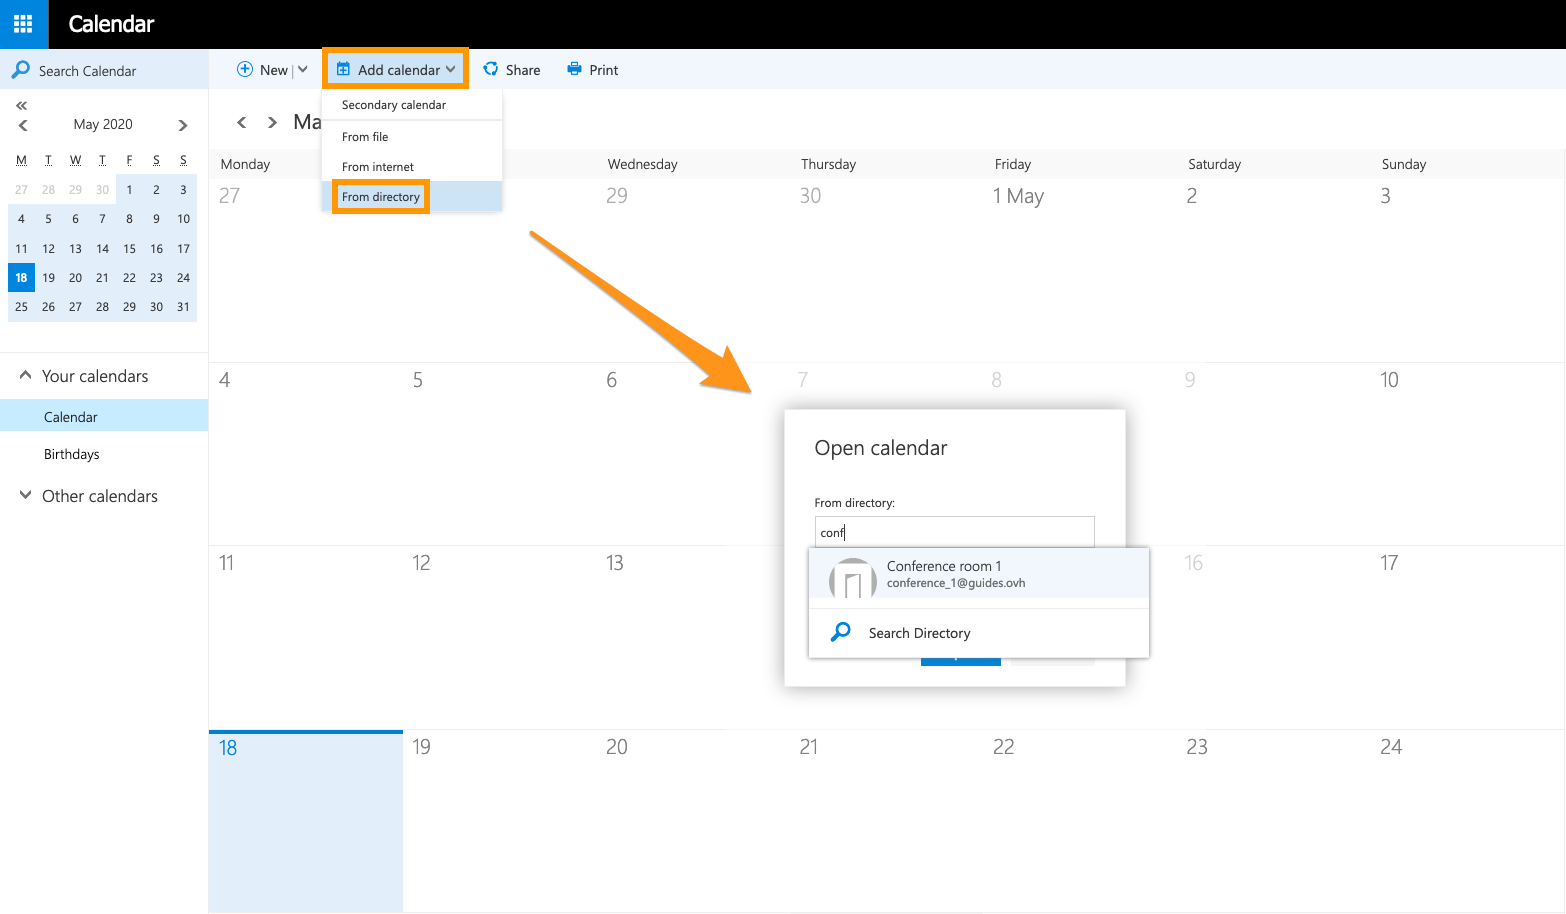 Calendar
Search Calendar
New
Add calendar
Share
Print
Secondary calendar
From file
From internet
From directory
May 2020
M T W T F S S
27 28 29 30 1 2 3
4 5 6 7 8 9 10
11 12 13 14 15 16 17
18 19 20 21 22 23 24
25 26 27 28 29 30 31
Your calendars
Calendar
Birthdays
Other calendars
Ma
Monday Wednesday Thursday Friday Saturday Sunday
27 29 30 1 May 2 3
4 5 6 7 8 9 10
11 12 13 16 17
18 19 20 21 22 23 24
Open calendar
From directory:
conf
Conference room 1
conference_1@guides.ovh
Search Directory